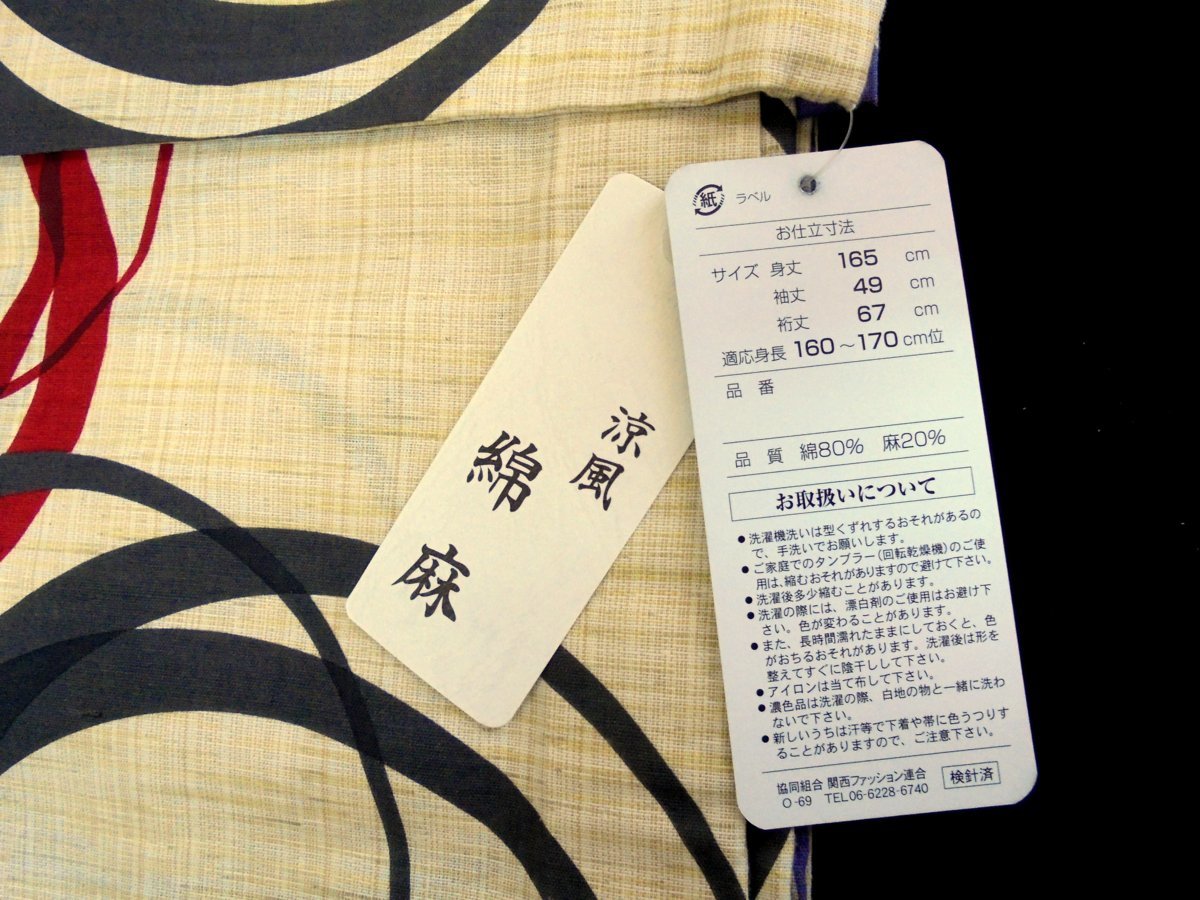 涼風
綿麻
紙 ラベル
お仕立寸法
サイズ 身丈 165 cm
袖丈 49 cm
裄丈 67 cm
適応身長 160～170cm位
品 番
品 質 綿80% 麻20%
お取扱いについて
●洗濯機洗いは型くずれするおそれがあるの
で、手洗いでお願いします。
●ご家庭でのタンブラー(回転乾燥機)のご使
用は、縮むおそれがありますので避けて下さい。
●洗濯後多少縮むことがあります。
●洗濯の際には、漂白剤のご使用はお避け下
さい。色が変わることがあります。
●また、長時間濡れたままにしておくと、色
がおちるおそれがあります。洗濯後は形を
整えてすぐに陰干しして下さい。
●アイロンは当て布して下さい。
●濃色品は洗濯の際、白地の物と一緒に洗わ
ないで下さい。
●新しいうちは汗等で下着や帯に色うつりす
ることがありますので、ご注意下さい。
協同組合 関西ファッション連合 検針済
O-69 TEL06-6228-6740